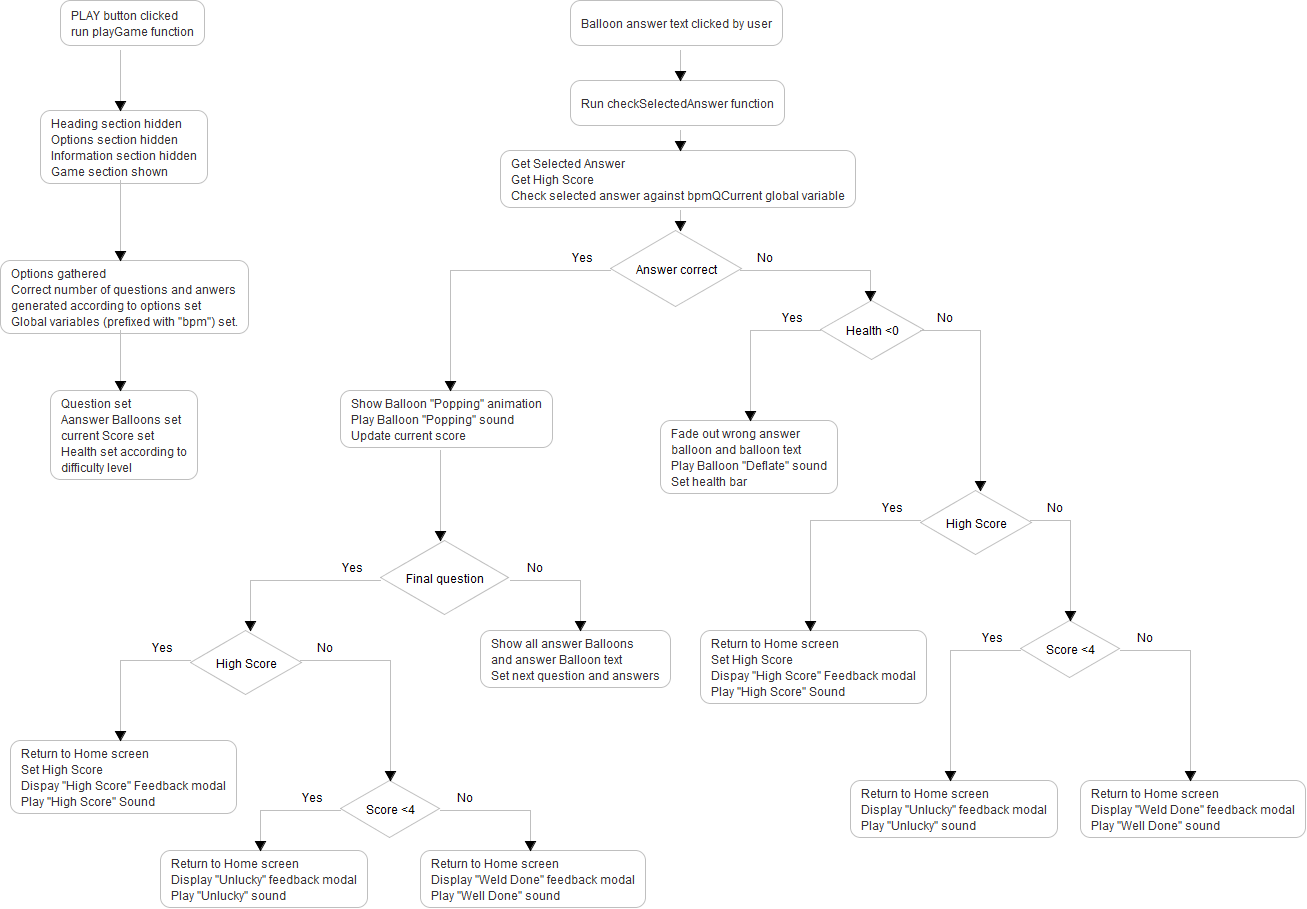 PLAY button clicked
run playGame function
Heading section hidden
Options section hidden
Information section hidden
Game section shown
Options gathered
Correct number of questions and anwers
generated according to options set
Global variables (prefixed with "bpm") set.
Question set
Aanswer Balloons set
current Score set
Health set according to
difficulty level
Balloon answer text clicked by user
Run checkSelectedAnswer function
Get Selected Answer
Get High Score
Check selected answer against bpmQCurrent global variable
Answer correct
Yes
No
Health <0
Yes
No
Show Balloon "Popping" animation
Play Balloon "Popping" sound
Update current score
Fade out wrong answer
balloon and balloon text
Play Balloon "Deflate" sound
Set health bar
High Score
Yes
No
Final question
Yes
No
Show all answer Balloons
and answer Balloon text
Set next question and answers
Return to Home screen
Set High Score
Dispay "High Score" Feedback modal
Play "High Score" Sound
Score <4
Yes
No
High Score
Yes
No
Return to Home screen
Set High Score
Dispay "High Score" Feedback modal
Play "High Score" Sound
Score <4
Yes
No
Return to Home screen
Display "Unlucky" feedback modal
Play "Unlucky" sound
Return to Home screen
Display "Weld Done" feedback modal
Play "Well Done" sound
Return to Home screen
Display "Unlucky" feedback modal
Play "Unlucky" sound
Return to Home screen
Display "Weld Done" feedback modal
Play "Well Done" sound